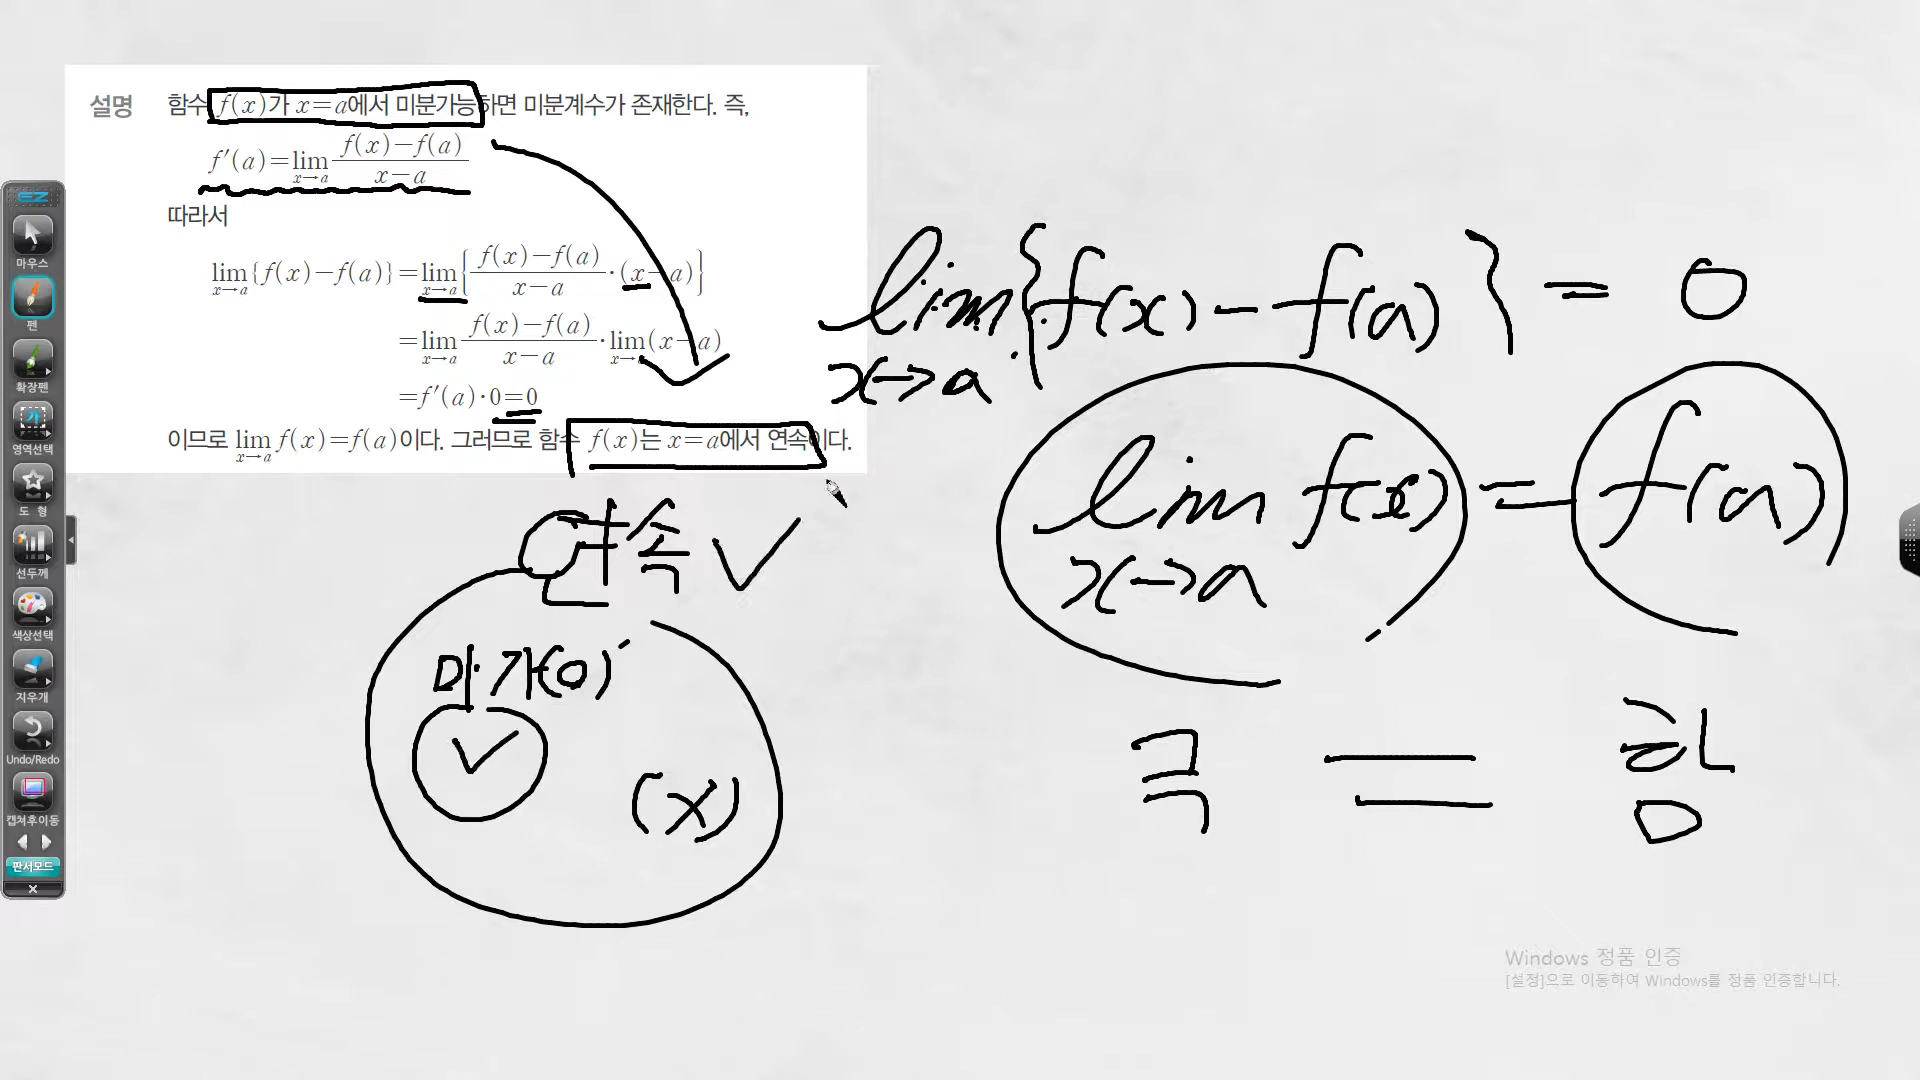 설명 함수 f(x)가 x=a에서 미분가능하면 미분계수가 존재한다. 즉,
f′(a)=lim x→a f(x)−f(a) / x−a
따라서
lim x→a {f(x)−f(a)}=lim x→a {f(x)−f(a) / x−a · (x−a)}
=lim x→a f(x)−f(a) / x−a · lim x→a (x−a)
=f′(a)·0=0
이므로 lim x→a f(x)=f(a)이다. 그러므로 함수 f(x)는 x=a에서 연속이다.
lim x→a {f(x)−f(a)} = 0
lim x→a f(x) = f(a)
극 = 함
연속
미·가(O)
(X)
EZ
마우스
펜
확장펜
영역선택
도 형
선두께
색상선택
지우개
Undo/Redo
캡쳐후이동
판서모드
x
Windows 정품 인증
[설정]으로 이동하여 Windows를 정품 인증합니다.